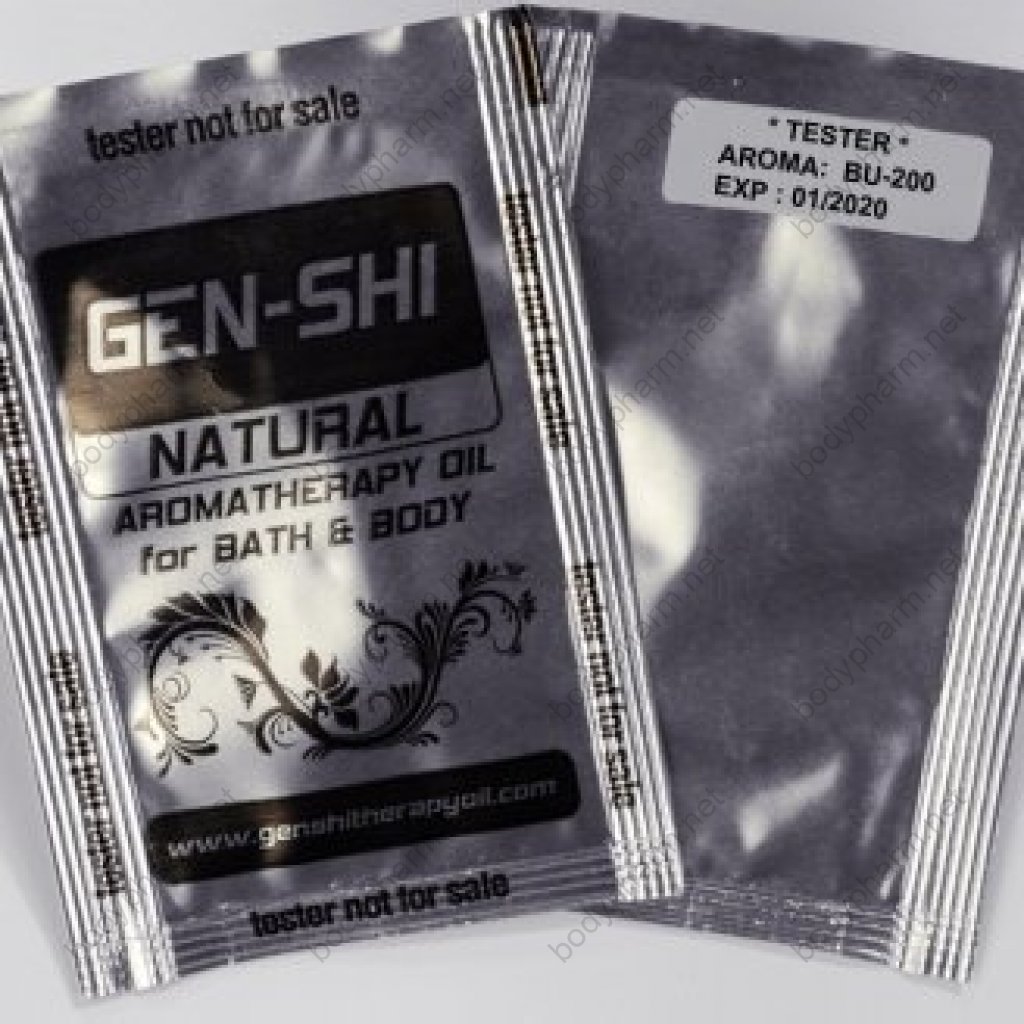 tester not for sale
GEN-SHI
NATURAL
AROMATHERAPY OIL
for BATH & BODY
www.genshitherapyoil.com
tester not for sale
tester not for sale
tester not for sale
tester not for sale
tester not for sale
* TESTER *
AROMA: BU-200
EXP : 01/2020
bodypharm.net